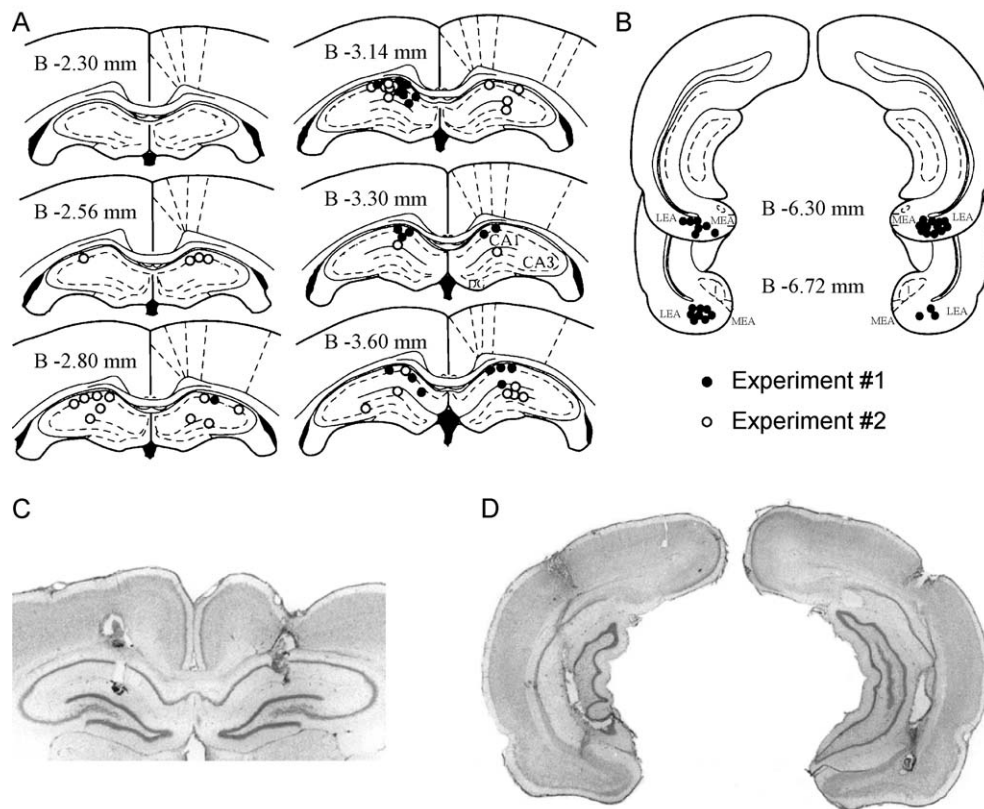 A
B -2.30 mm
B -2.56 mm
B -2.80 mm
B -3.14 mm
B -3.30 mm
CA1
CA3
DG
B -3.60 mm
B
LEA
MEA
B -6.30 mm
MEA
LEA
B -6.72 mm
LEA
MEA
MEA
LEA
Experiment #1
Experiment #2
C
D